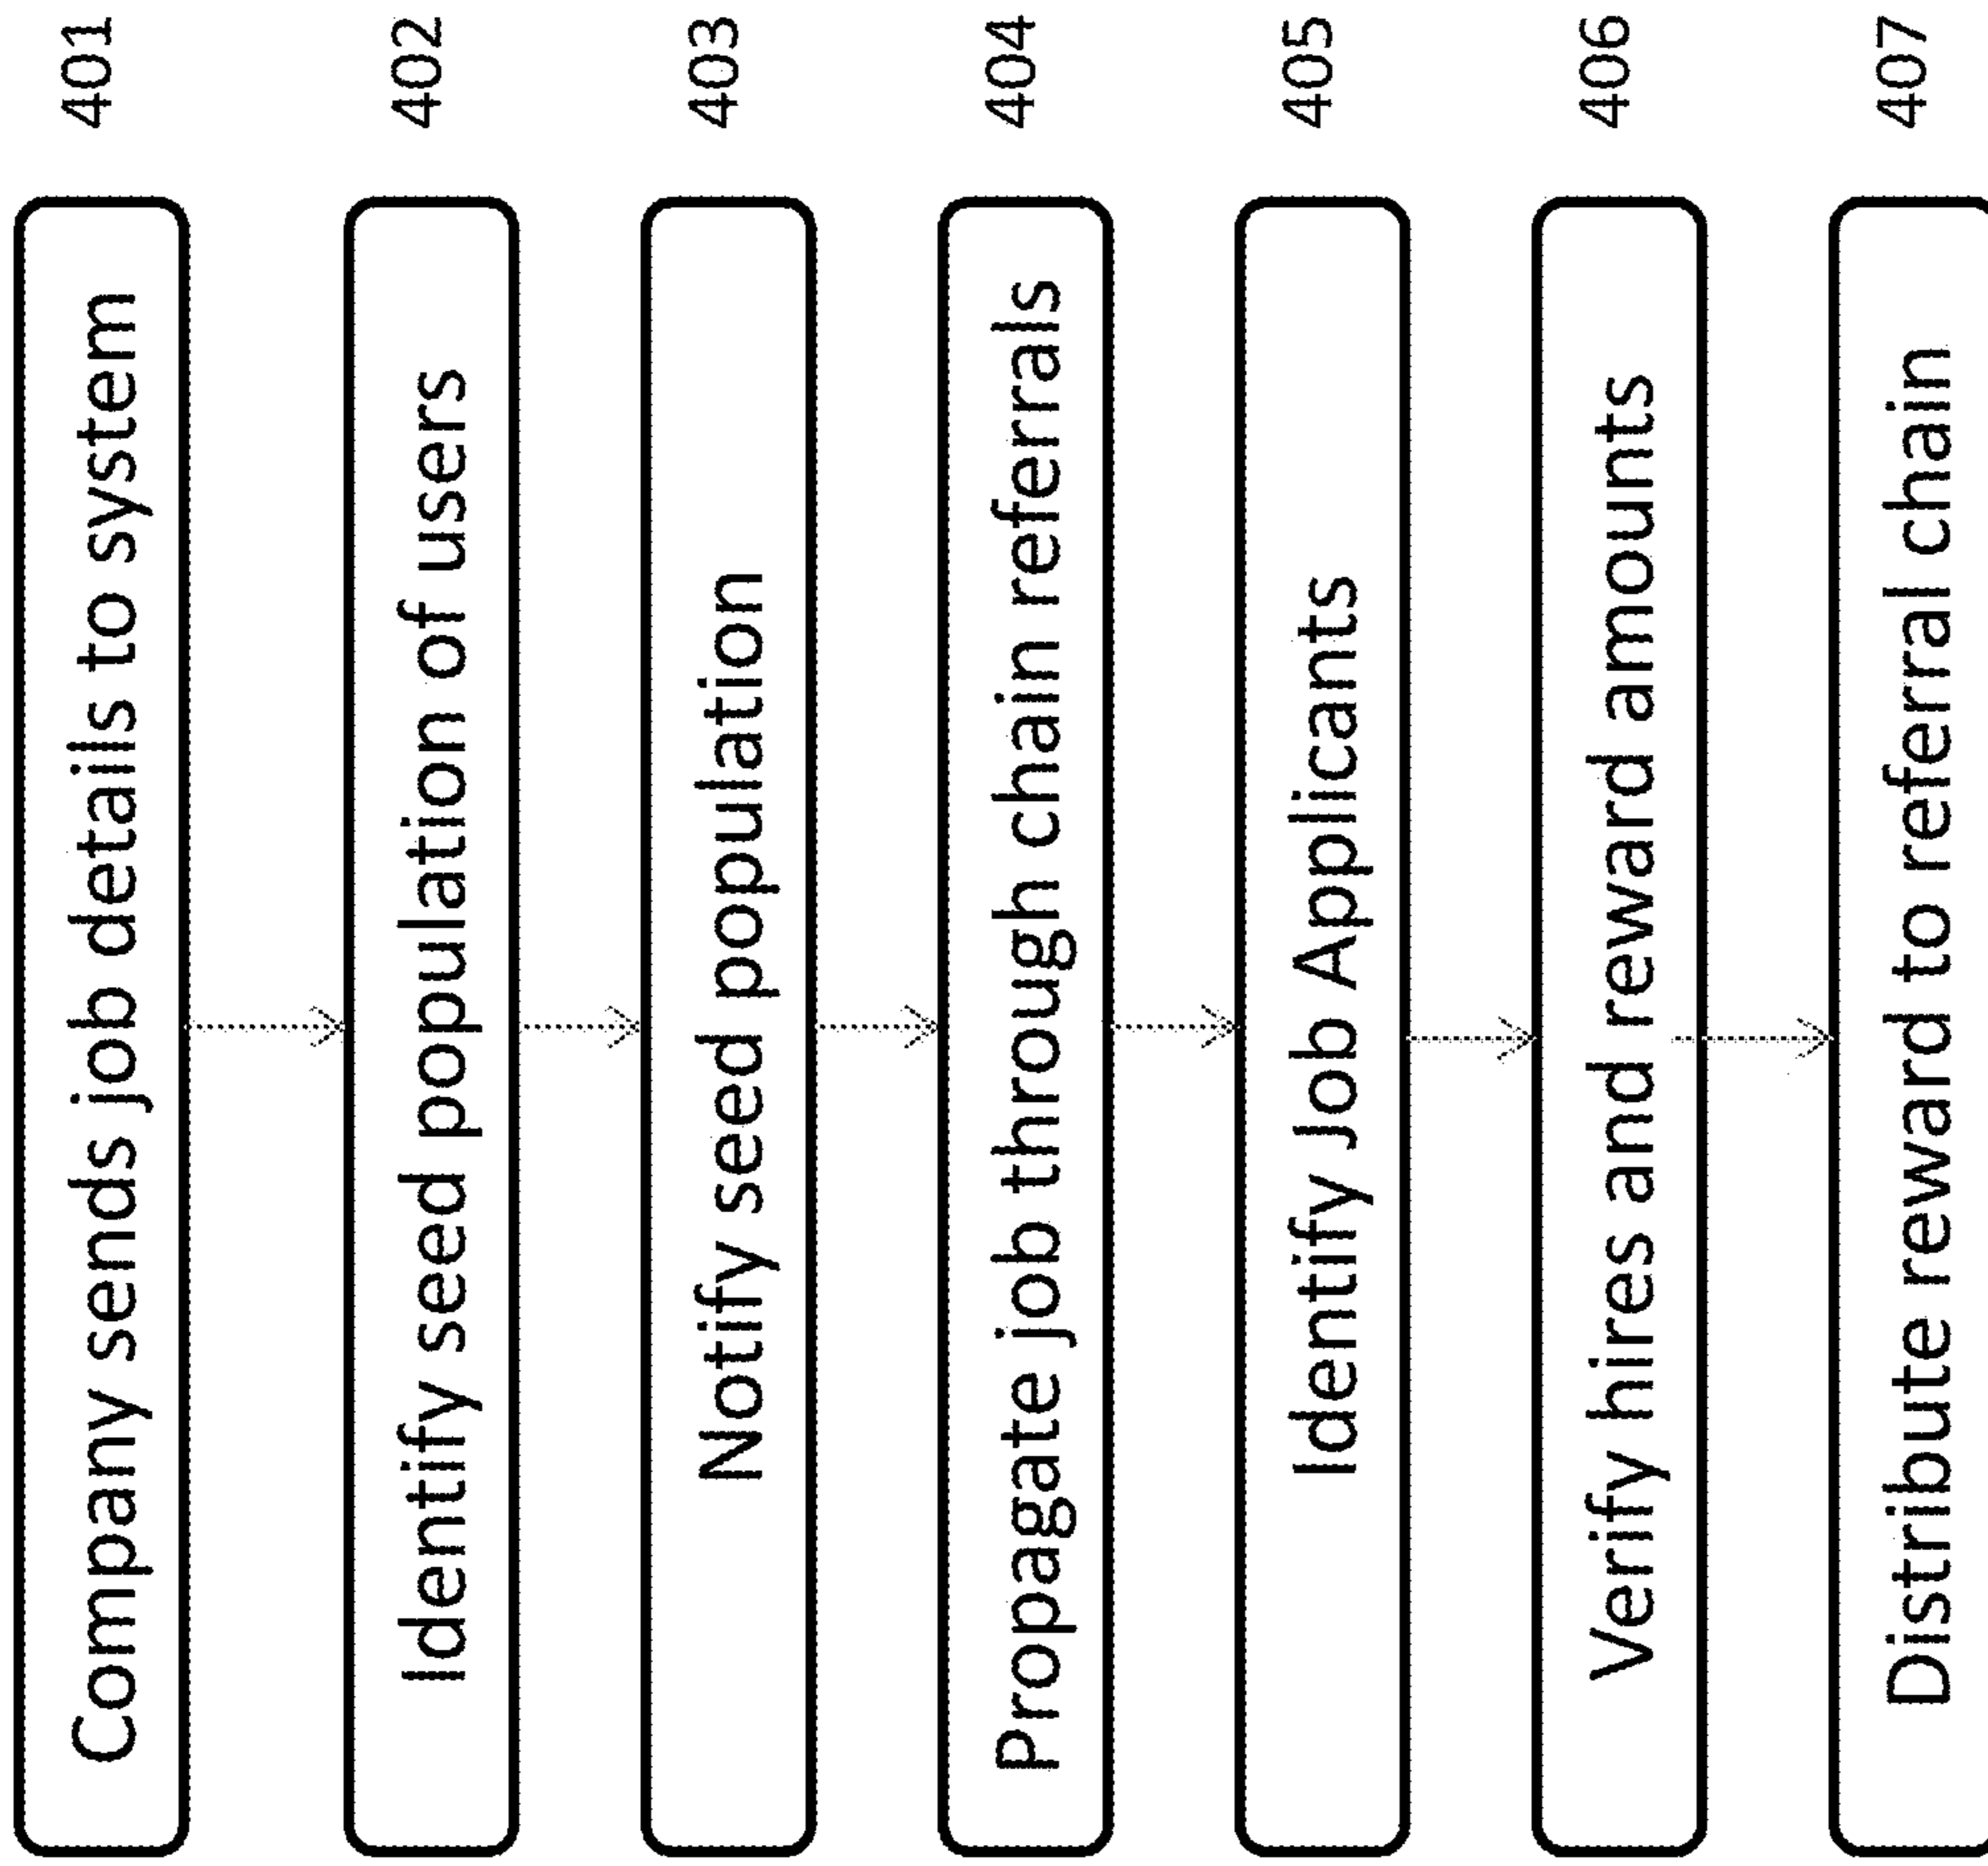 Company sends job details to system 401
Identify seed population of users 402
Notify seed population 403
Propagate job through chain referrals 404
Identify Job Applicants 405
Verify hires and reward amounts 406
Distribute reward to referral chain 407